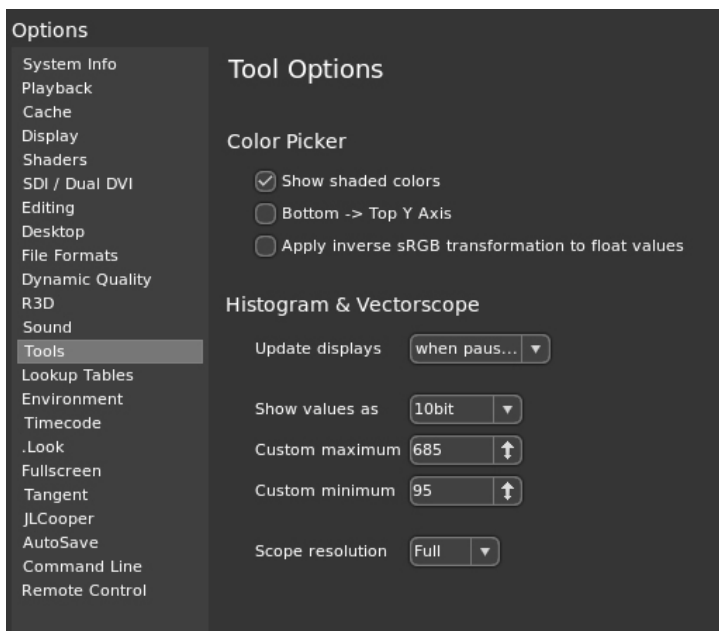 Options
System Info
Playback
Cache
Display
Shaders
SDI / Dual DVI
Editing
Desktop
File Formats
Dynamic Quality
R3D
Sound
Tools
Lookup Tables
Environment
Timecode
.Look
Fullscreen
Tangent
JLCooper
AutoSave
Command Line
Remote Control
Tool Options
Color Picker
Show shaded colors
Bottom -> Top Y Axis
Apply inverse sRGB transformation to float values
Histogram & Vectorscope
Update displays when paus...
Show values as 10bit
Custom maximum 685
Custom minimum 95
Scope resolution Full